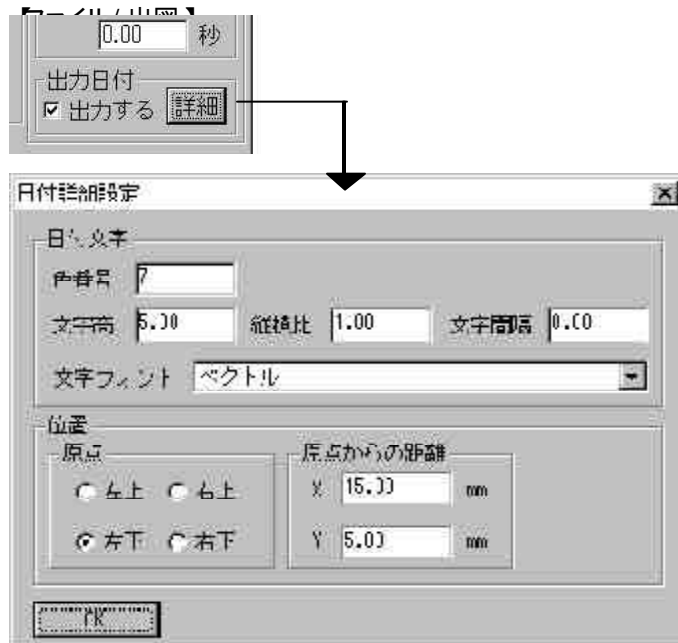 【ファイル / 出図】
0.00 秒
出力日付
出力する 詳細
日付詳細設定
日付文字
色番号 7
文字高 5.00 縦横比 1.00 文字間隔 0.00
文字フォント ベクトル
位置
原点 原点からの距離
左上 右上 X 15.00 mm
左下 右下 Y 5.00 mm
OK